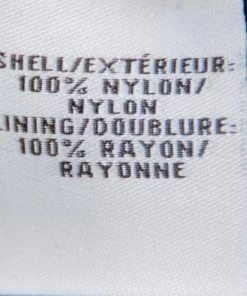 SHELL/EXTÉRIEUR:
100% NYLON/
NYLON
LINING/DOUBLURE:
100% RAYON/
RAYONNE